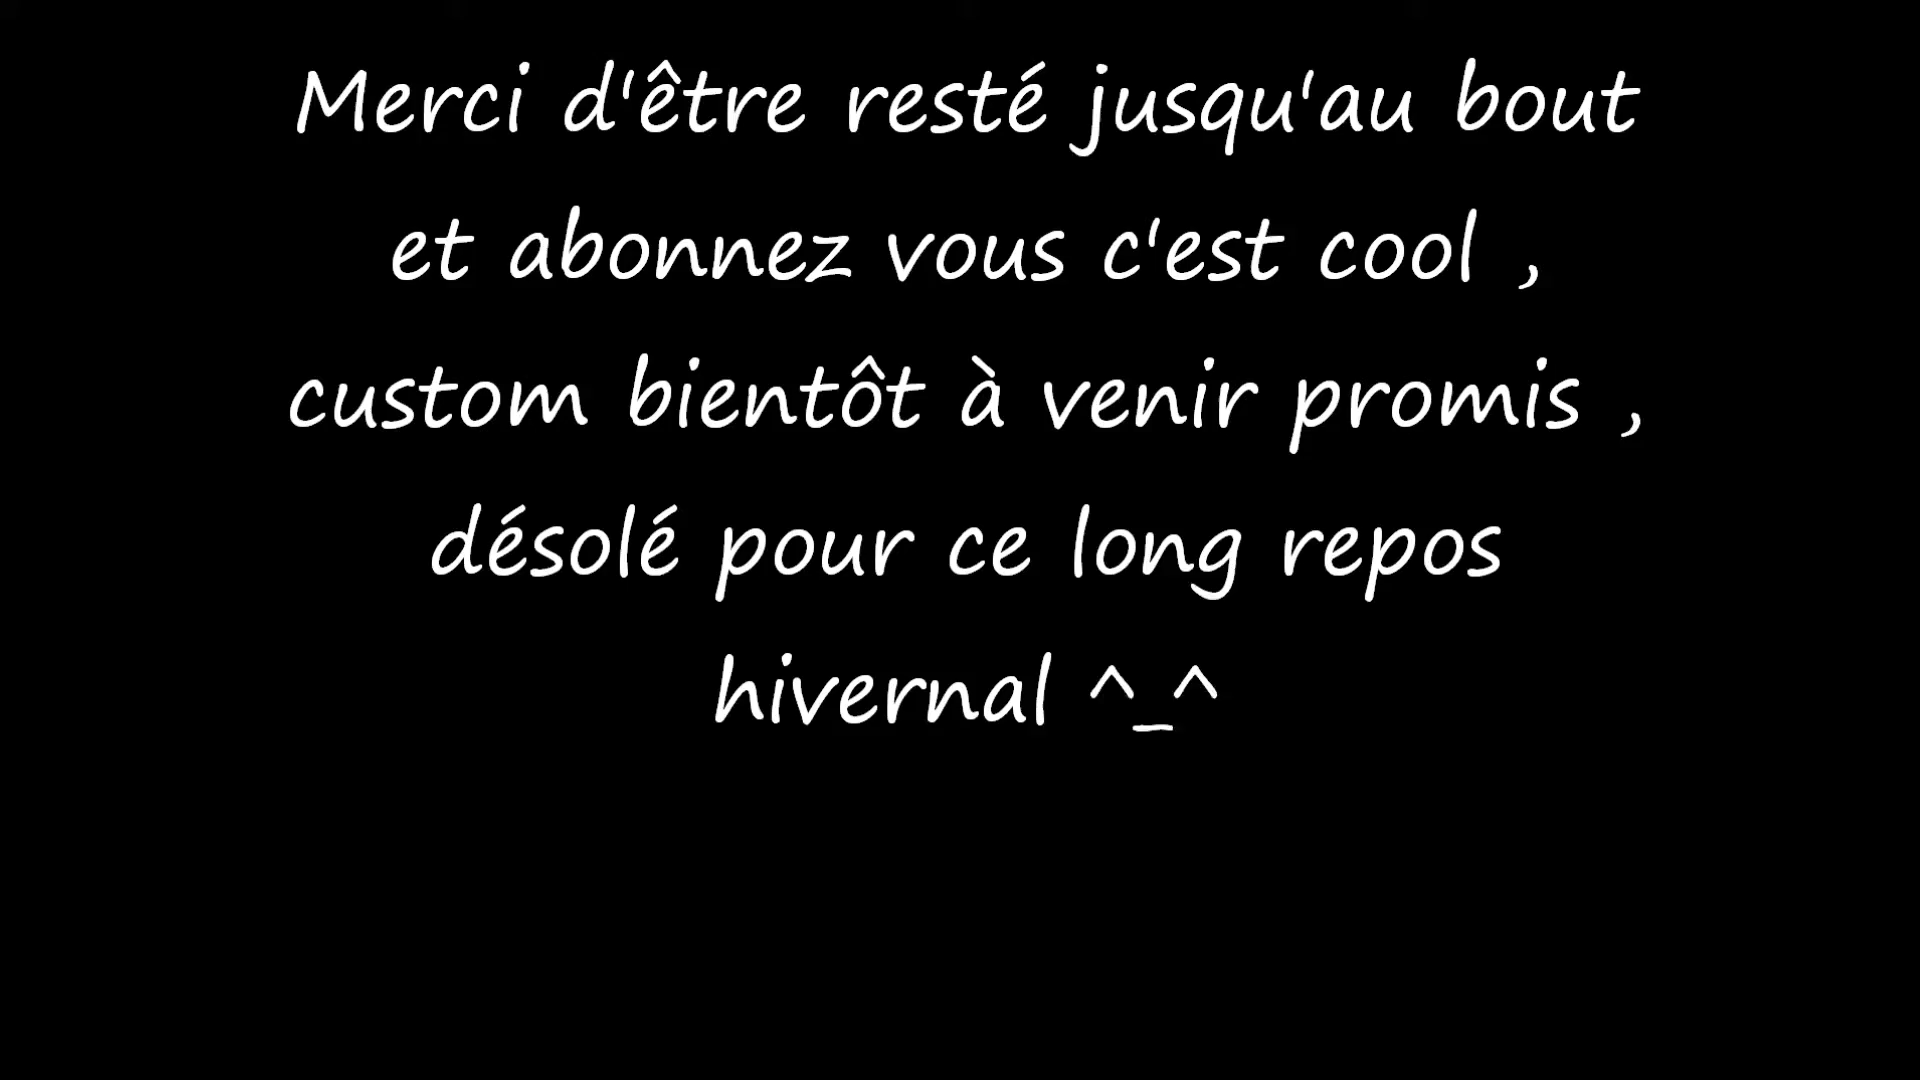 Merci d'être resté jusqu'au bout
et abonnez vous c'est cool ,
custom bientôt à venir promis ,
désolé pour ce long repos
hivernal ^_^